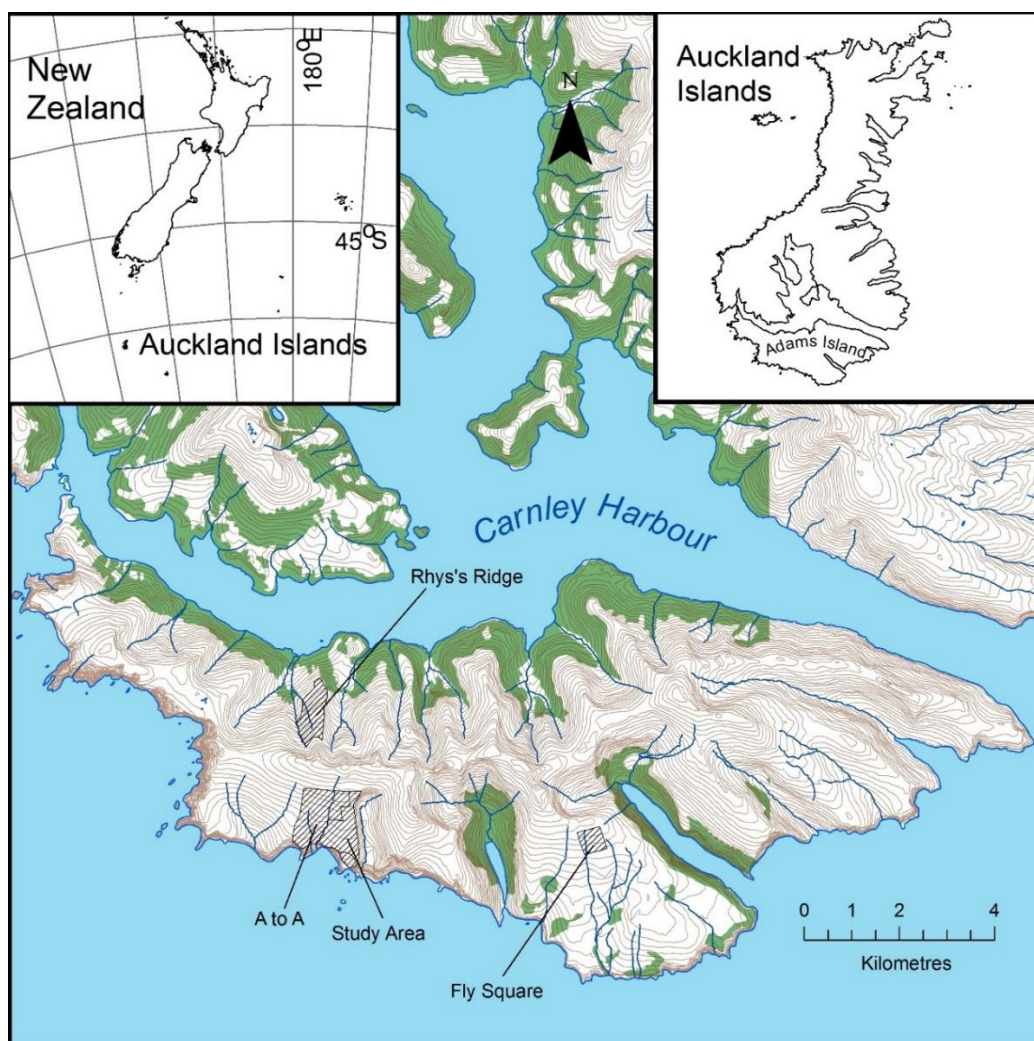 New
Zealand
180°E
45°S
Auckland Islands
N
Auckland
Islands
Adams Island
Carnley Harbour
Rhys's Ridge
A to A
Study Area
Fly Square
0 1 2 4
Kilometres